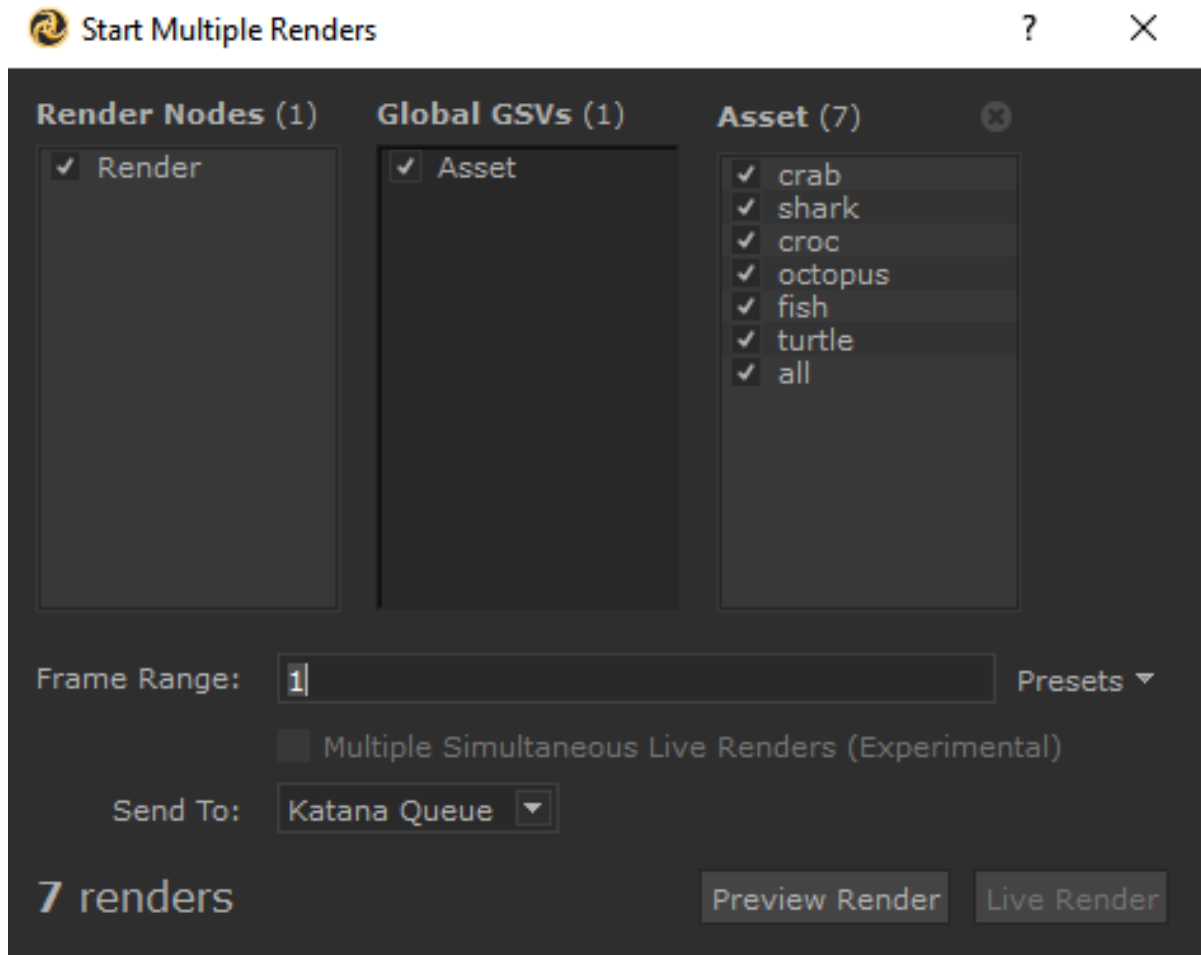 Start Multiple Renders ?
Render Nodes (1) Global GSVs (1) Asset (7)
Render
Asset
crab
shark
croc
octopus
fish
turtle
all
Frame Range: 1 Presets
Multiple Simultaneous Live Renders (Experimental)
Send To: Katana Queue
7 renders Preview Render Live Render